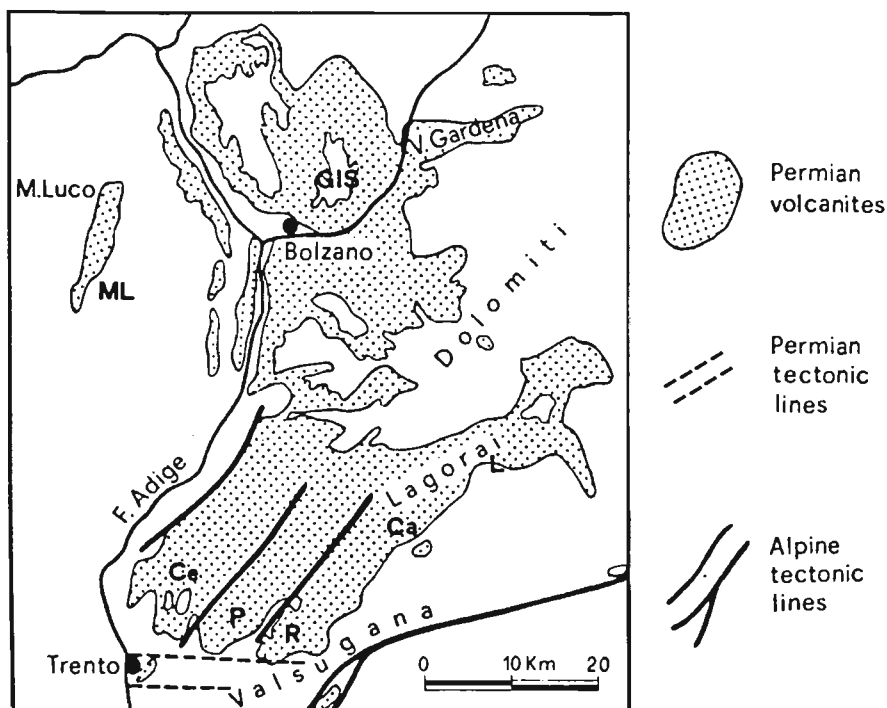 V. Gardena
M.Luco
GIS
Bolzano
ML
Dolomiti
F. Adige
Lagorai
L
Ca
Ce
P
R
Trento
Valsugana
0 10 Km 20
Permian
volcanites
Permian
tectonic
lines
Alpine
tectonic
lines